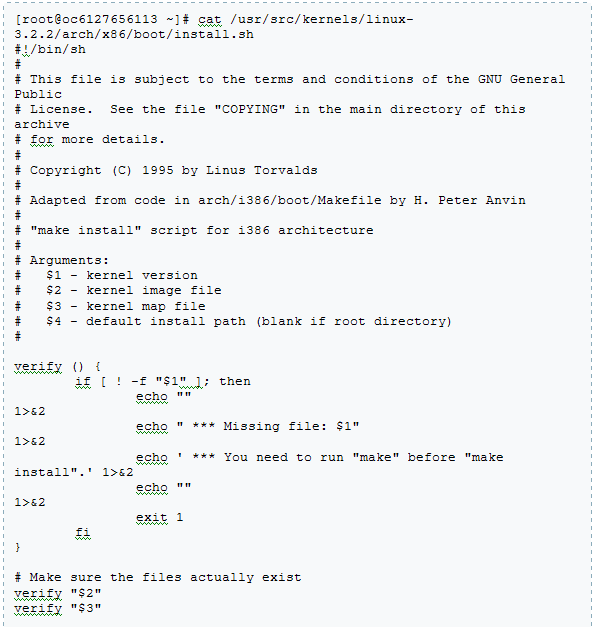 [root@oc6127656113 ~]# cat /usr/src/kernels/linux-
3.2.2/arch/x86/boot/install.sh
#!/bin/sh
#
# This file is subject to the terms and conditions of the GNU General
Public
# License.  See the file "COPYING" in the main directory of this
archive
# for more details.
#
# Copyright (C) 1995 by Linus Torvalds
#
# Adapted from code in arch/i386/boot/Makefile by H. Peter Anvin
#
# "make install" script for i386 architecture
#
# Arguments:
#   $1 - kernel version
#   $2 - kernel image file
#   $3 - kernel map file
#   $4 - default install path (blank if root directory)
#

verify () {
        if [ ! -f "$1" ]; then
                echo ""
1>&2
                echo " *** Missing file: $1"
1>&2
                echo ' *** You need to run "make" before "make
install".' 1>&2
                echo ""
1>&2
                exit 1
        fi
}

# Make sure the files actually exist
verify "$2"
verify "$3"